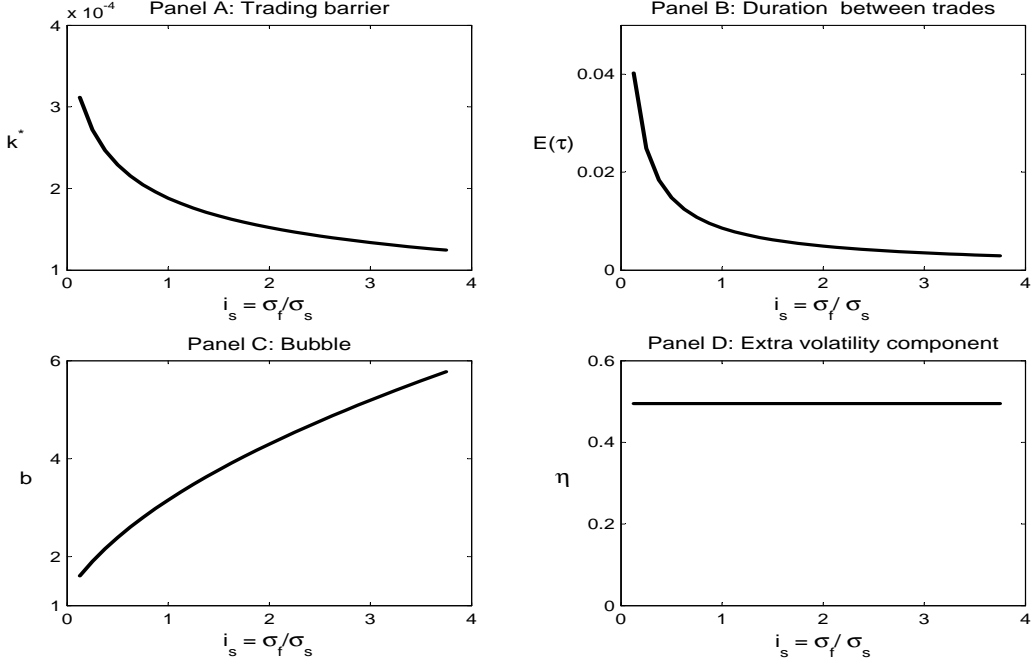 Panel A: Trading barrier
x 10⁻⁴
4
3
2
1
k*
0 1 2 3 4
i_s = σ_f/σ_s
Panel B: Duration between trades
0.04
0.02
0
E(τ)
0 1 2 3 4
i_s = σ_f/ σ_s
Panel C: Bubble
6
4
2
1
b
0 1 2 3 4
i_s = σ_f/σ_s
Panel D: Extra volatility component
0.6
0.4
0.2
0
η
0 1 2 3 4
i_s = σ_f/ σ_s